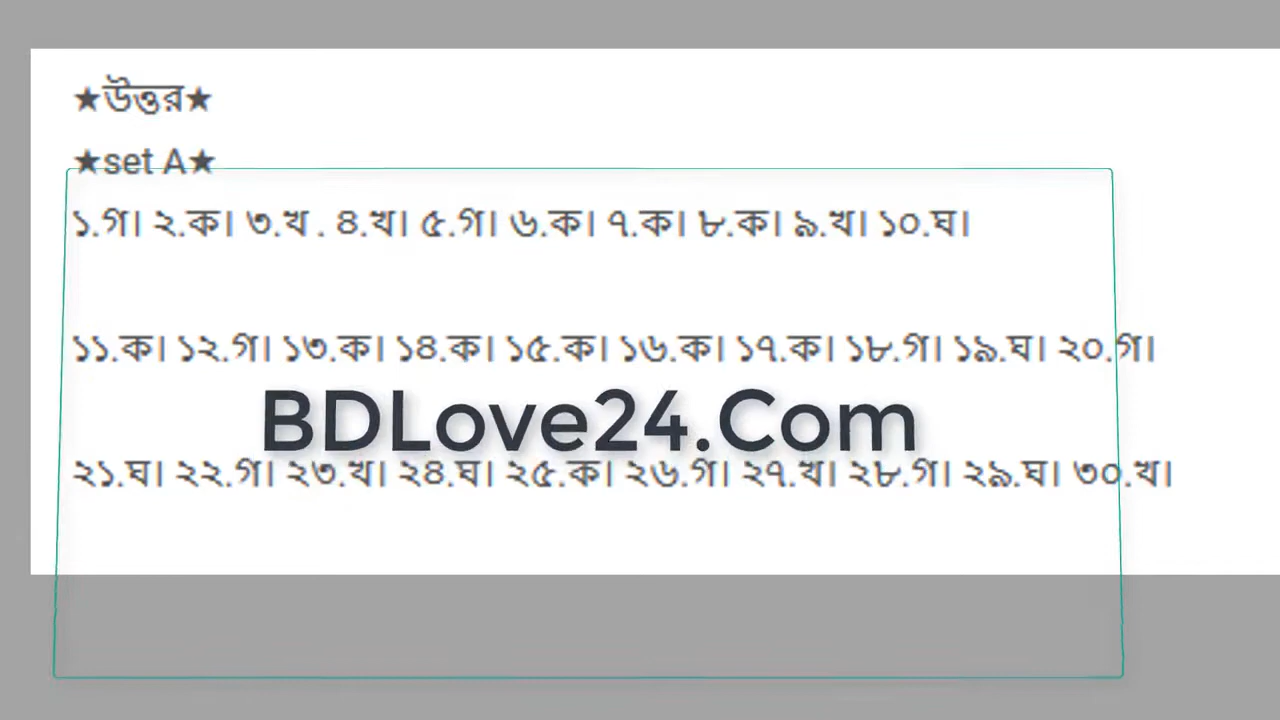 ★উত্তর★
★set A★
১.গ। ২.ক। ৩.খ . ৪.খ। ৫.গ। ৬.ক। ৭.ক। ৮.ক। ৯.খ। ১০.ঘ।
১১.ক। ১২.গ। ১৩.ক। ১৪.ক। ১৫.ক। ১৬.ক। ১৭.ক। ১৮.গ। ১৯.ঘ। ২০.গ।
BDLove24.Com
২১.ঘ। ২২.গ। ২৩.খ। ২৪.ঘ। ২৫.ক। ২৬.গ। ২৭.খ। ২৮.গ। ২৯.ঘ। ৩০.খ।